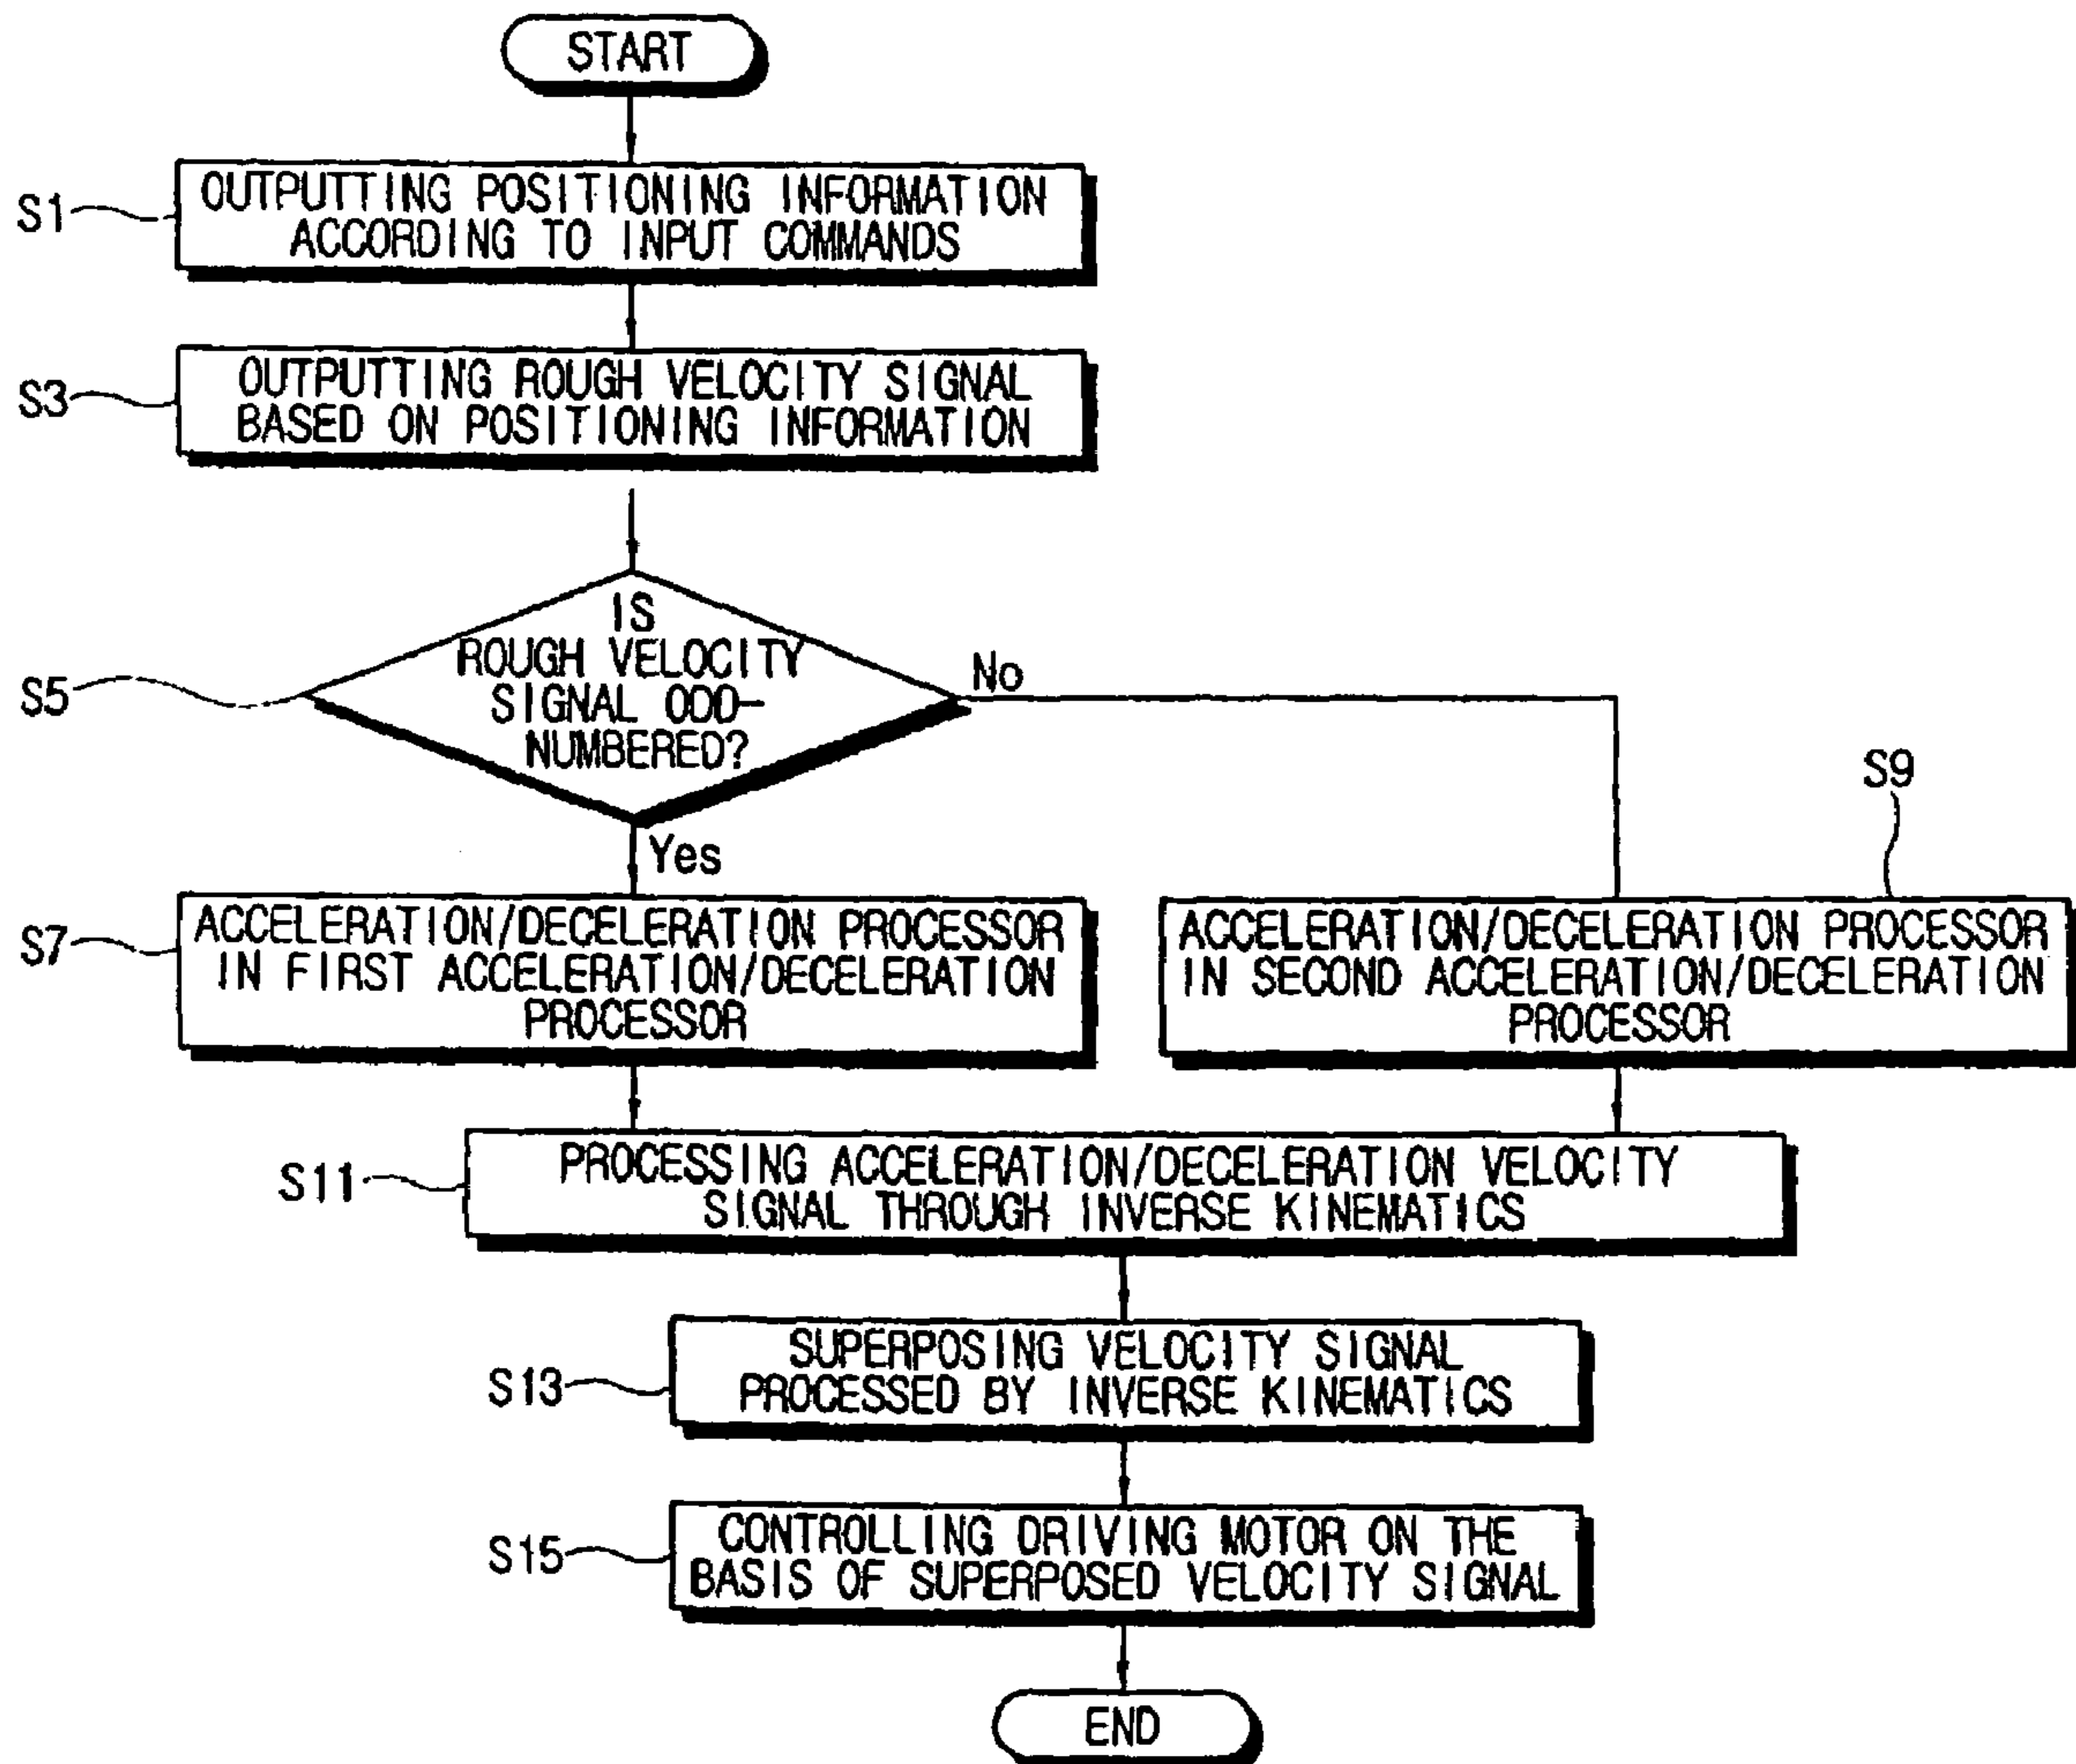 START
S1
OUTPUTTING POSITIONING INFORMATION
ACCORDING TO INPUT COMMANDS
S3
OUTPUTTING ROUGH VELOCITY SIGNAL
BASED ON POSITIONING INFORMATION
S5
IS
ROUGH VELOCITY
SIGNAL ODD-
NUMBERED?
No
Yes
S7
ACCELERATION/DECELERATION PROCESSOR
IN FIRST ACCELERATION/DECELERATION
PROCESSOR
S9
ACCELERATION/DECELERATION PROCESSOR
IN SECOND ACCELERATION/DECELERATION
PROCESSOR
S11
PROCESSING ACCELERATION/DECELERATION VELOCITY
SIGNAL THROUGH INVERSE KINEMATICS
S13
SUPERPOSING VELOCITY SIGNAL
PROCESSED BY INVERSE KINEMATICS
S15
CONTROLLING DRIVING MOTOR ON THE
BASIS OF SUPERPOSED VELOCITY SIGNAL
END